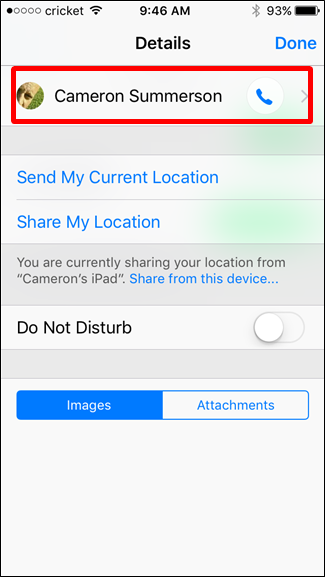 cricket 9:46 AM 93%
Details Done
Cameron Summerson
Send My Current Location
Share My Location
You are currently sharing your location from
“Cameron’s iPad”. Share from this device...
Do Not Disturb
Images Attachments